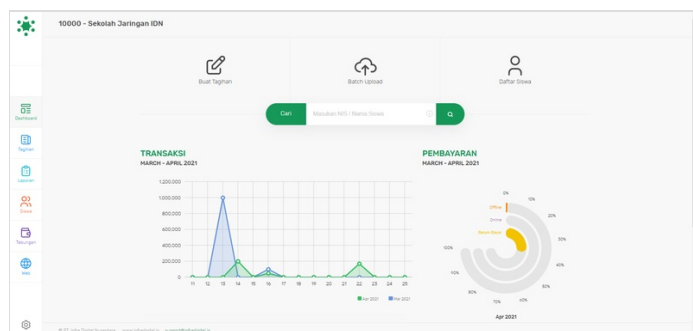 10000 - Sekolah Jaringan IDN
Buat Tagihan
Batch Upload
Daftar Siswa
Cari
Masukan NIS / Nama Siswa
Dashboard
Tagihan
Laporan
Siswa
Tabungan
Web
TRANSAKSI
MARCH - APRIL 2021
1,200,000
1,000,000
800,000
600,000
400,000
200,000
0
11 12 13 14 15 16 17 18 19 20 21 22 23 24 25
Apr 2021 Mar 2021
PEMBAYARAN
MARCH - APRIL 2021
0%
10%
20%
30%
40%
50%
60%
70%
80%
90%
100%
Offline
Online
Apr 2021